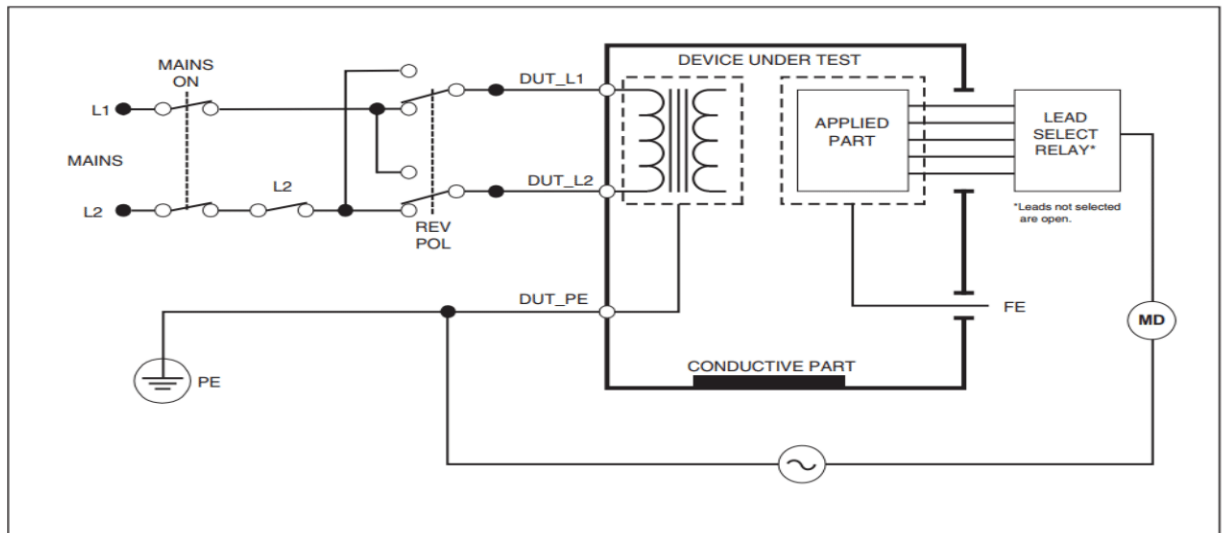 MAINS
ON
L1
MAINS
L2
L2
REV
POL
DUT_L1
DUT_L2
DUT_PE
PE
DEVICE UNDER TEST
APPLIED
PART
LEAD
SELECT
RELAY*
*Leads not selected
are open.
FE
MD
CONDUCTIVE PART